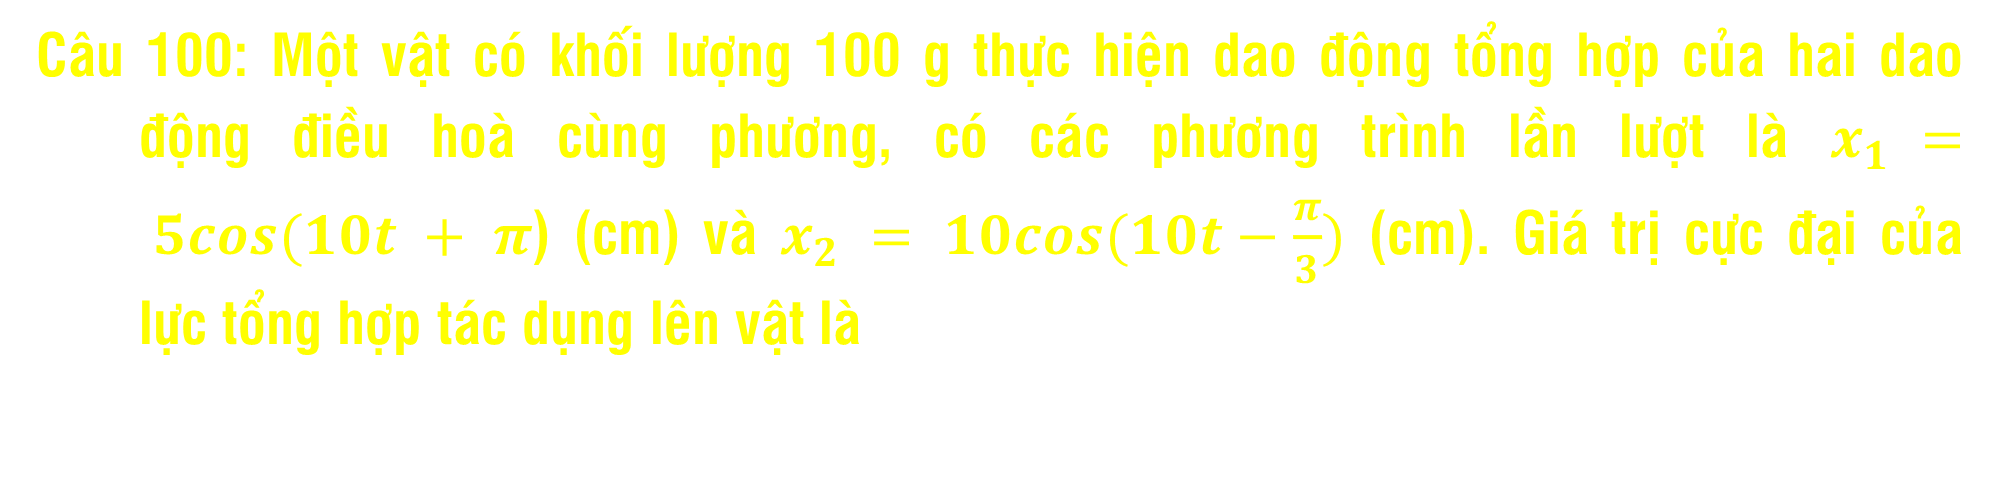 Câu 100: Một vật có khối lượng 100 g thực hiện dao động tổng hợp của hai dao
động điều hoà cùng phương, có các phương trình lần lượt là x₁ =
5cos(10t + π) (cm) và x₂ = 10cos(10t − π/3) (cm). Giá trị cực đại của
lực tổng hợp tác dụng lên vật là